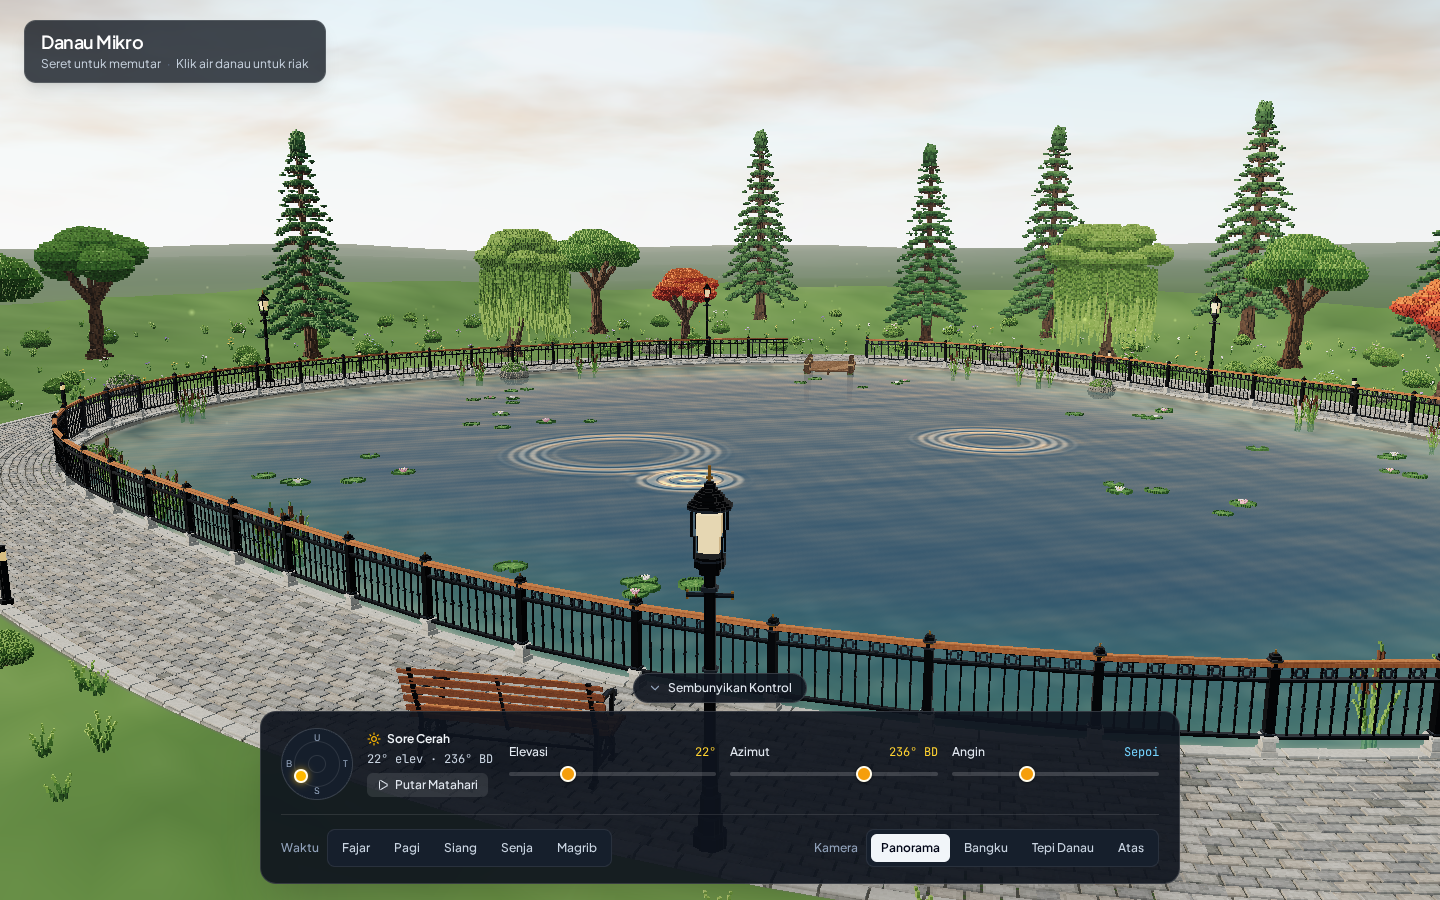 Danau Mikro
Seret untuk memutar · Klik air danau untuk riak
Sembunyikan Kontrol
U
B
T
S
Sore Cerah
22° elev · 236° BD
Putar Matahari
Elevasi 22°
Azimut 236° BD
Angin Sepoi
Waktu Fajar Pagi Siang Senja Magrib
Kamera Panorama Bangku Tepi Danau Atas